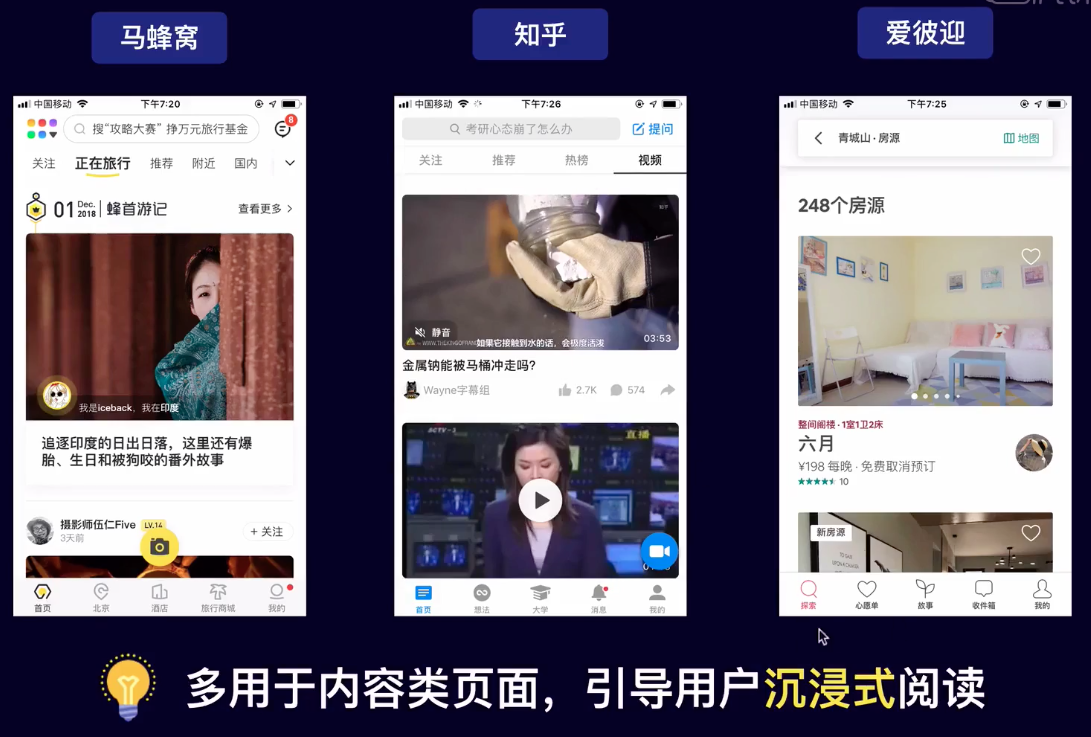 马蜂窝
知乎
爱彼迎
中国移动
下午7:20
搜“攻略大赛” 挣万元旅行基金
8
关注
正在旅行
推荐
附近
国内
01
Dec.
2018
蜂首游记
查看更多
我是iceback，我在印度
追逐印度的日出日落，这里还有爆
胎、生日和被狗咬的番外故事
摄影师伍仁Five
LV.14
3天前
+ 关注
首页
北京
酒店
旅行商城
我的
中国移动
下午7:26
考研心态崩了怎么办
提问
关注
推荐
热榜
视频
知乎
静音
如果它接触到水的话，会极度活泼
03:53
金属钠能被马桶冲走吗?
Wayne字幕组
2.7K
574
CCTV-1
直播
首页
想法
大学
消息
我的
中国移动
下午7:25
青城山 · 房源
地图
248个房源
整间阁楼 · 1室1卫2床
六月
¥198 每晚 · 免费取消预订
10
新房源
探索
心愿单
故事
收件箱
我的
多用于内容类页面，引导用户沉浸式阅读